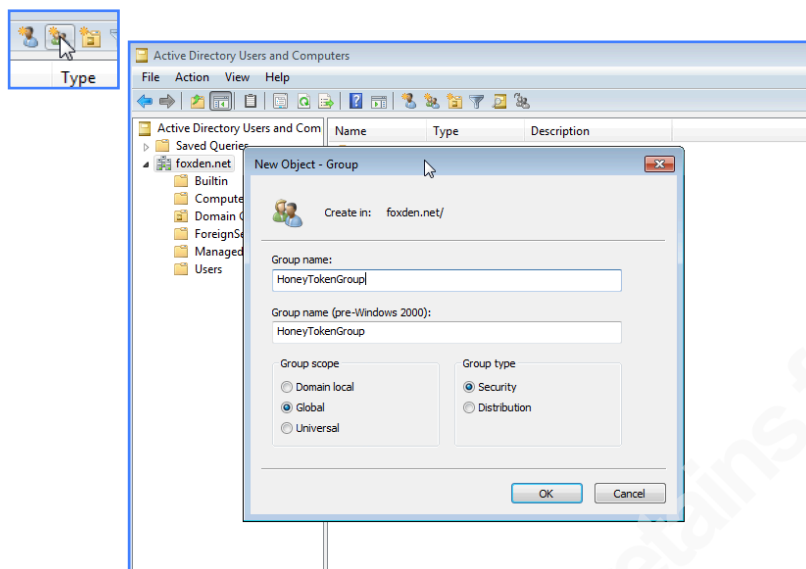 Type
Active Directory Users and Computers
File Action View Help
Active Directory Users and Com
Name Type Description
Saved Queries
foxden.net
Builtin
Compute
Domain
ForeignSe
Managed
Users
New Object - Group
Create in: foxden.net/
Group name:
HoneyTokenGroup
Group name (pre-Windows 2000):
HoneyTokenGroup
Group scope
Domain local
Global
Universal
Group type
Security
Distribution
OK Cancel
etains